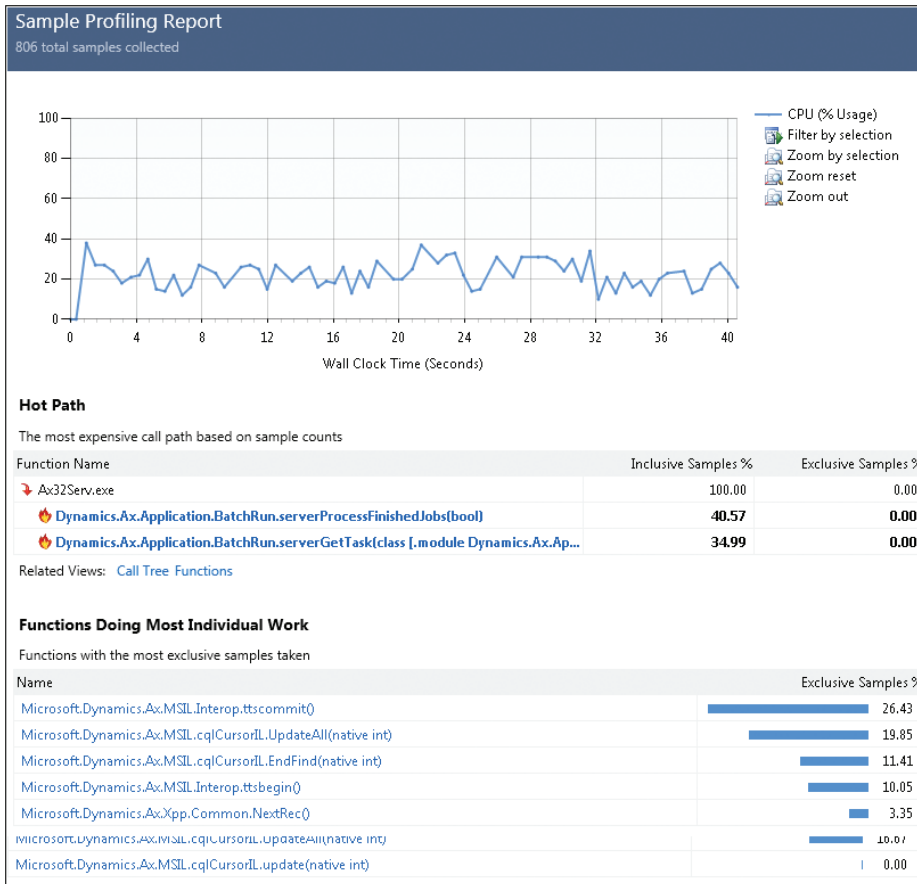 Sample Profiling Report
806 total samples collected
100
80
60
40
20
0
0 4 8 12 16 20 24 28 32 36 40
Wall Clock Time (Seconds)
CPU (% Usage)
Filter by selection
Zoom by selection
Zoom reset
Zoom out
Hot Path
The most expensive call path based on sample counts
Function Name Inclusive Samples % Exclusive Samples %
Ax32Serv.exe 100.00 0.00
Dynamics.Ax.Application.BatchRun.serverProcessFinishedJobs(bool) 40.57 0.00
Dynamics.Ax.Application.BatchRun.serverGetTask(class [.module Dynamics.Ax.Ap... 34.99 0.00
Related Views: Call Tree Functions
Functions Doing Most Individual Work
Functions with the most exclusive samples taken
Name Exclusive Samples %
Microsoft.Dynamics.Ax.MSIL.Interop.ttscommit() 26.43
Microsoft.Dynamics.Ax.MSIL.cqlCursorIL.UpdateAll(native int) 19.85
Microsoft.Dynamics.Ax.MSIL.cqlCursorIL.EndFind(native int) 11.41
Microsoft.Dynamics.Ax.MSIL.Interop.ttsbegin() 10.05
Microsoft.Dynamics.Ax.Xpp.Common.NextRec() 3.35
Microsoft.Dynamics.Ax.MSIL.cqlCursorIL.UpdateAll(native int)
Microsoft.Dynamics.Ax.MSIL.cqlCursorIL.update(native int) 0.00